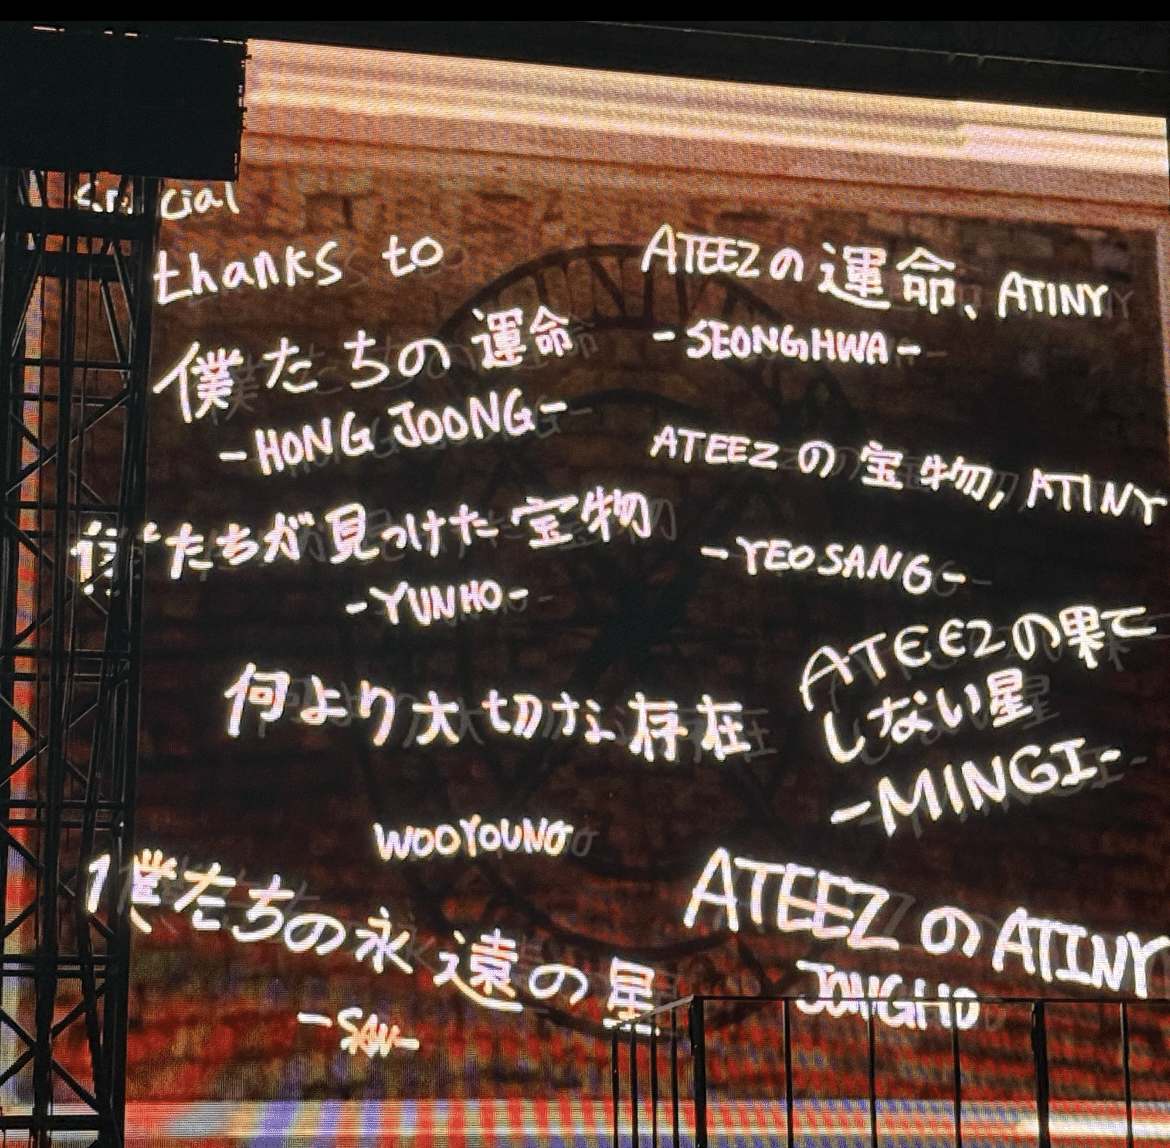 cial
thanks to
僕たちの運命
-HONG JOONG-
ATEEZの運命、ATINY
-SEONGHWA-
僕たちが見つけた宝物
-YUNHO-
ATEEZの宝物, ATINY
-YEOSANG-
何より大切な存在
WOOYOUNG
ATEEZの果て
しない星
-MINGI-
僕たちの永遠の星
-SAN-
ATEEZのATINY
JONGHO